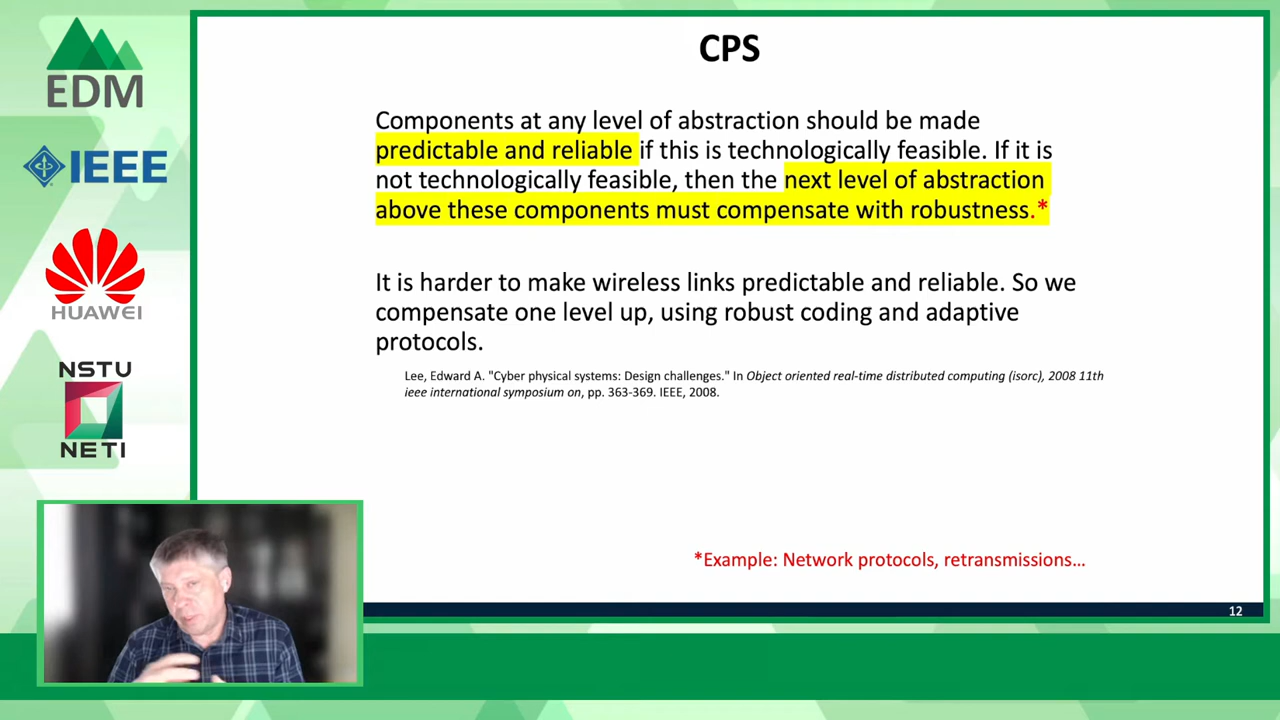 EDM
IEEE
HUAWEI
NSTU
NETI
CPS
Components at any level of abstraction should be made
predictable and reliable if this is technologically feasible. If it is
not technologically feasible, then the next level of abstraction
above these components must compensate with robustness.*
It is harder to make wireless links predictable and reliable. So we
compensate one level up, using robust coding and adaptive
protocols.
Lee, Edward A. "Cyber physical systems: Design challenges." In Object oriented real-time distributed computing (isorc), 2008 11th
ieee international symposium on, pp. 363-369. IEEE, 2008.
*Example: Network protocols, retransmissions...
12